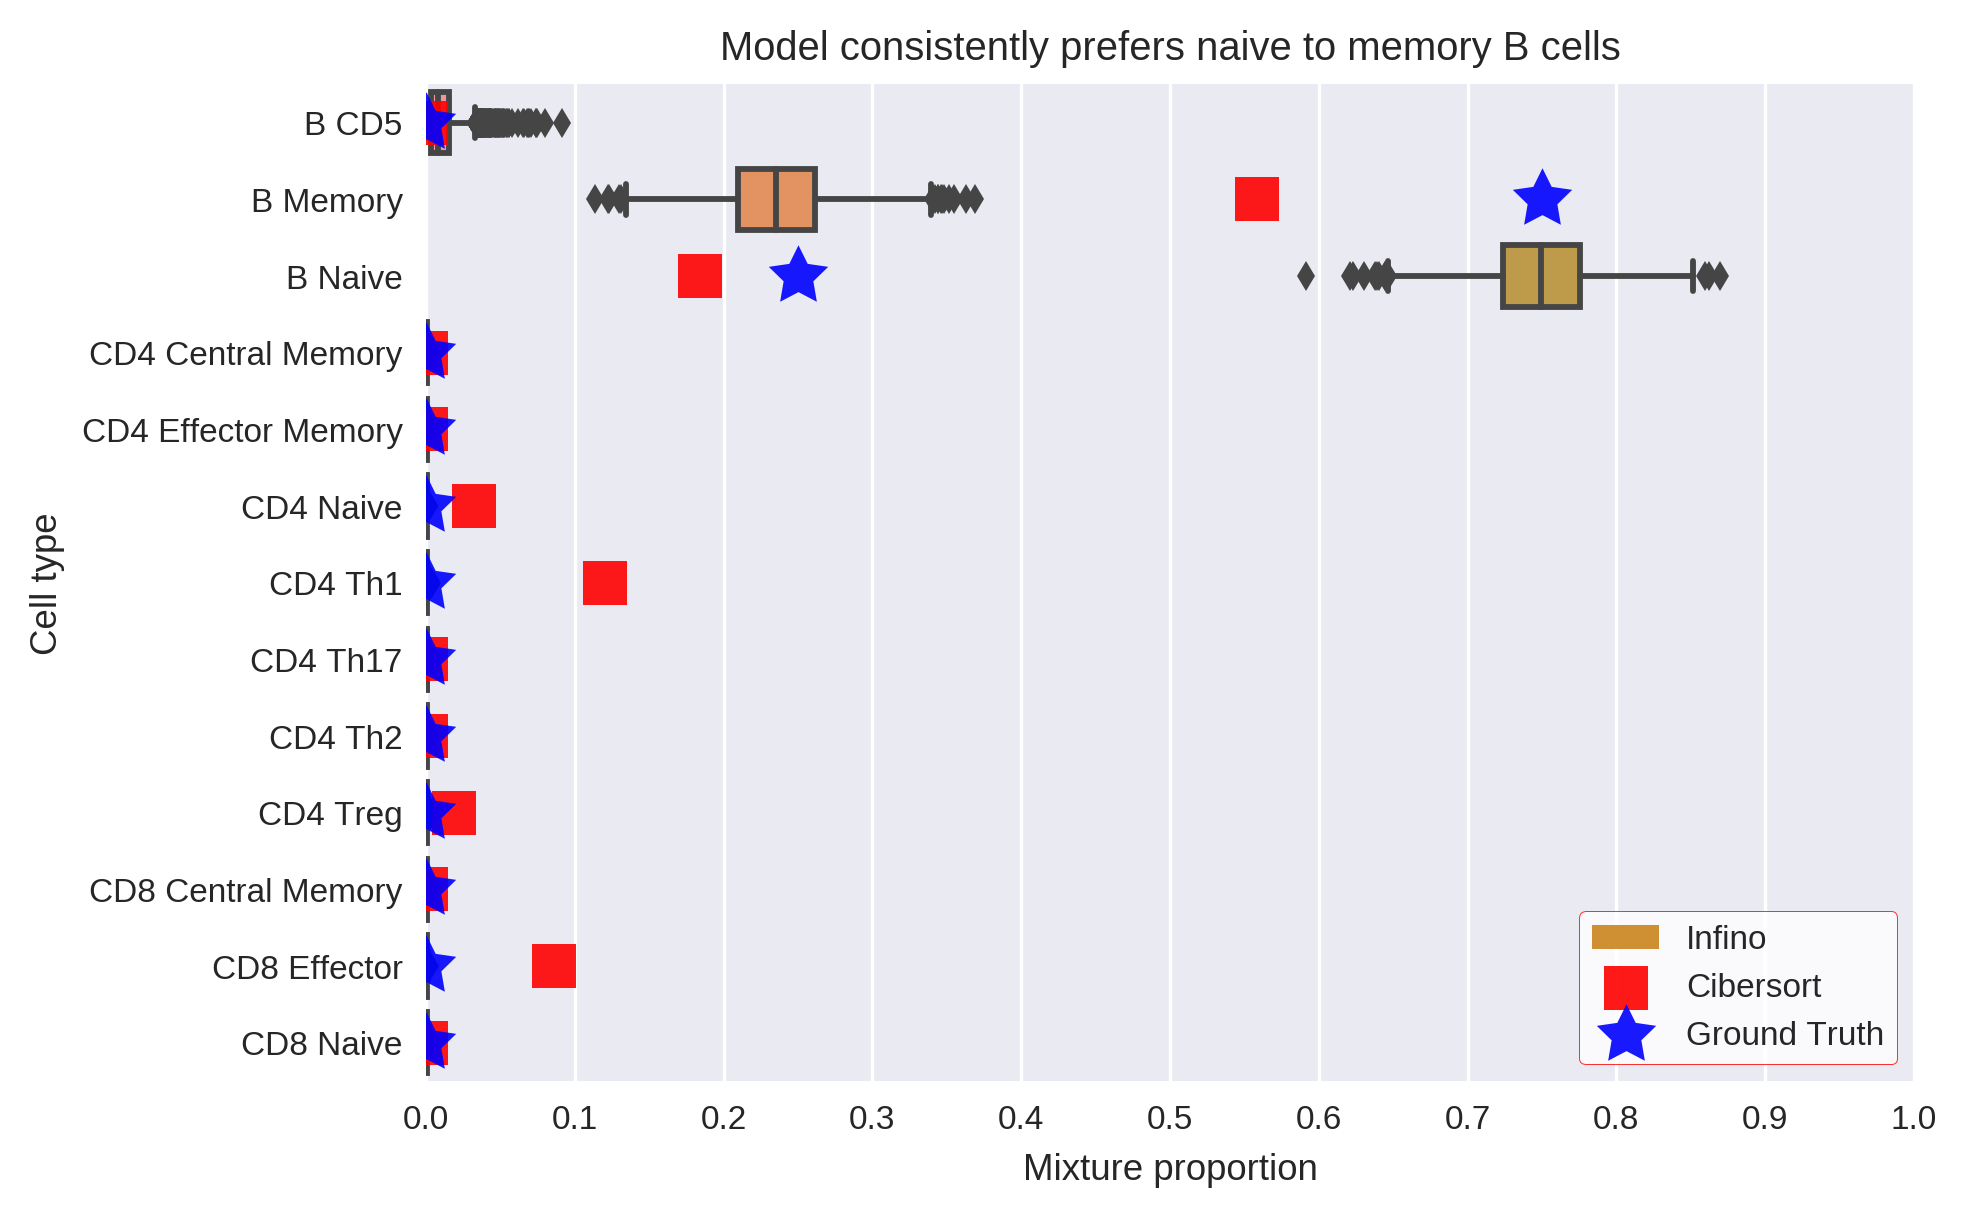 Model consistently prefers naive to memory B cells
Cell type
B CD5
B Memory
B Naive
CD4 Central Memory
CD4 Effector Memory
CD4 Naive
CD4 Th1
CD4 Th17
CD4 Th2
CD4 Treg
CD8 Central Memory
CD8 Effector
CD8 Naive
Infino
Cibersort
Ground Truth
0.0 0.1 0.2 0.3 0.4 0.5 0.6 0.7 0.8 0.9 1.0
Mixture proportion